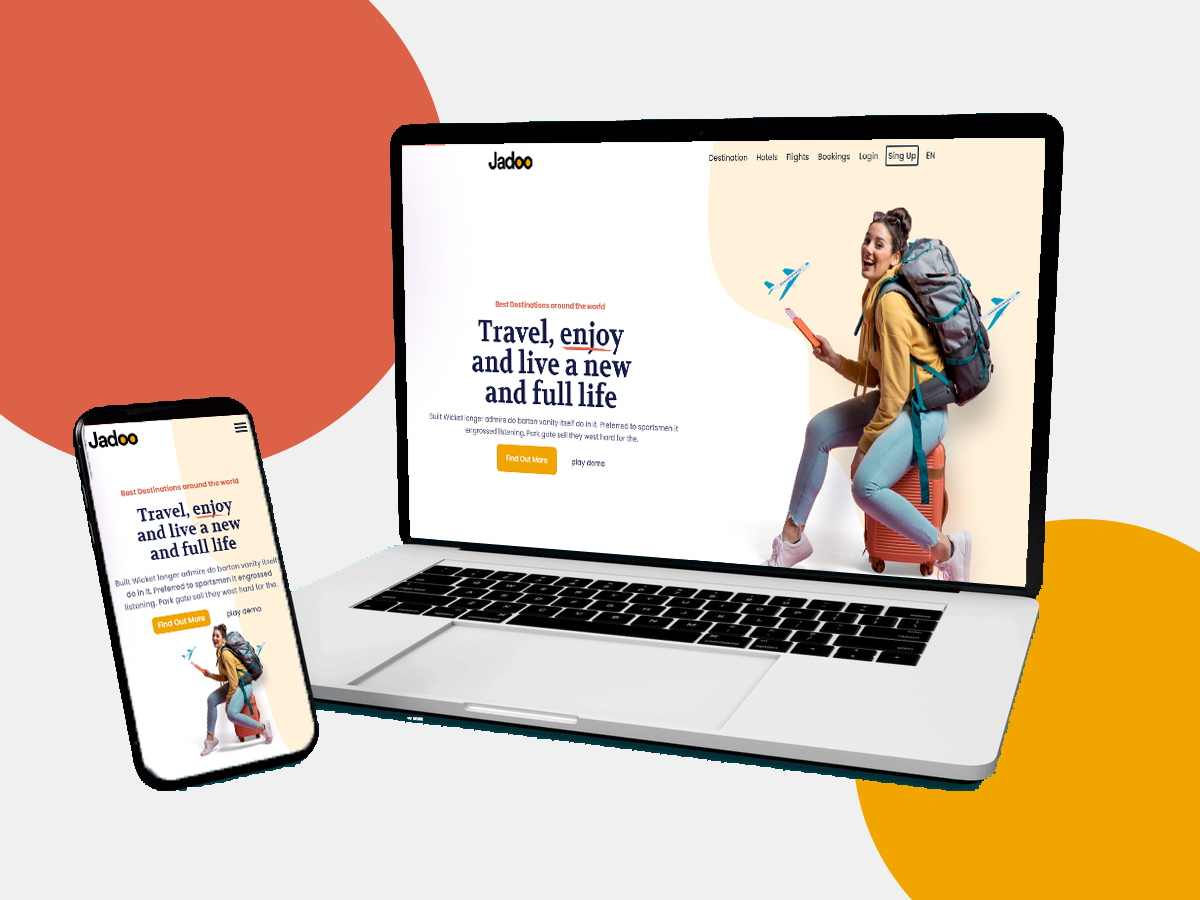 Jadoo
Destination Hotels Flights Bookings Login Sing Up EN
Best Destinations around the world
Travel, enjoy
and live a new
and full life
Built Wicket longer admire do barton vanity itself do in it. Preferred to sportsmen it
engrossed listening. Park gate sell they west hard for the.
Find Out More play demo
Jadoo
Best Destinations around the world
Travel, enjoy
and live a new
and full life
Built Wicket longer admire do barton vanity itself
do in it. Preferred to sportsmen it engrossed
listening. Park gate sell they west hard for the.
Find Out More play demo